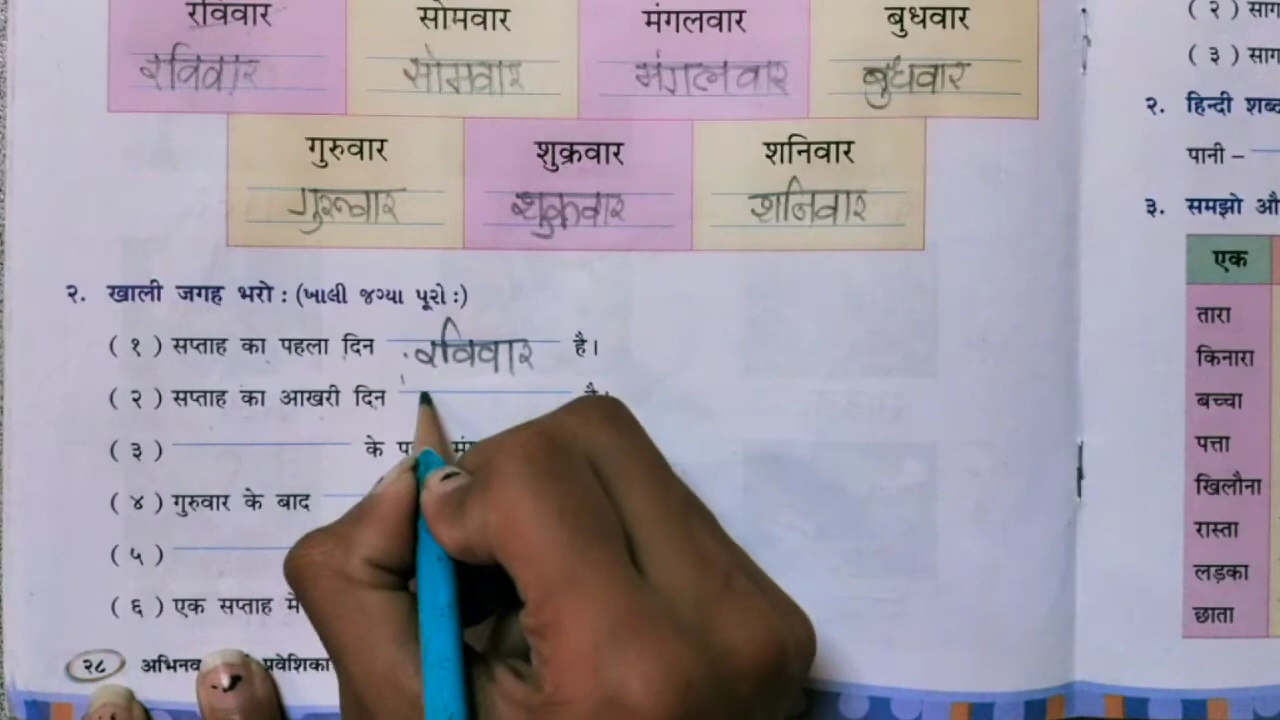 रविवार सोमवार मंगलवार बुधवार
रविवार सोमवार मंगलवार बुधवार
गुरुवार शुक्रवार शनिवार
गुरुवार शुक्रवार शनिवार
२. खाली जगह भरो : (ખાલી જગ્યા પૂરો :)
( १ ) सप्ताह का पहला दिन रविवार है।
( २ ) सप्ताह का आखरी दिन है।
( ३ ) के
( ४ ) गुरुवार के बाद
( ५ )
( ६ ) एक सप्ताह में
२८ अभिनव प्रवेशिका
( २ )
( ३ )
२. हिन्दी
पानी –
३. समझो
एक
तारा
किनारा
बच्चा
पत्ता
खिलौना
रास्ता
लड़का
छाता